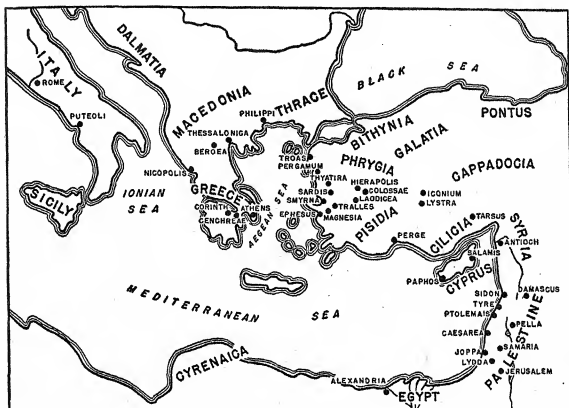 ITALY
ROME
PUTEOLI
SICILY
DALMATIA
IONIAN
SEA
NICOPOLIS
MACEDONIA
THESSALONICA
BEROEA
PHILIPPI
THRACE
GREECE
CORINTH
ATHENS
CENCHREAE
AEGEAN SEA
BLACK SEA
PONTUS
BITHYNIA
GALATIA
PHRYGIA
CAPPADOCIA
TROAS
PERGAMUM
THYATIRA
SARDIS
SMYRNA
EPHESUS
HIERAPOLIS
COLOSSAE
LAODICEA
TRALLES
MAGNESIA
ICONIUM
LYSTRA
PISIDIA
PERGE
CILICIA
TARSUS
SYRIA
ANTIOCH
SALAMIS
CYPRUS
PAPHOS
MEDITERRANEAN SEA
SIDON
DAMASCUS
TYRE
PTOLEMAIS
PELLA
CAESAREA
PALESTINE
SAMARIA
JOPPA
LYDDA
JERUSALEM
CYRENAICA
ALEXANDRIA
EGYPT